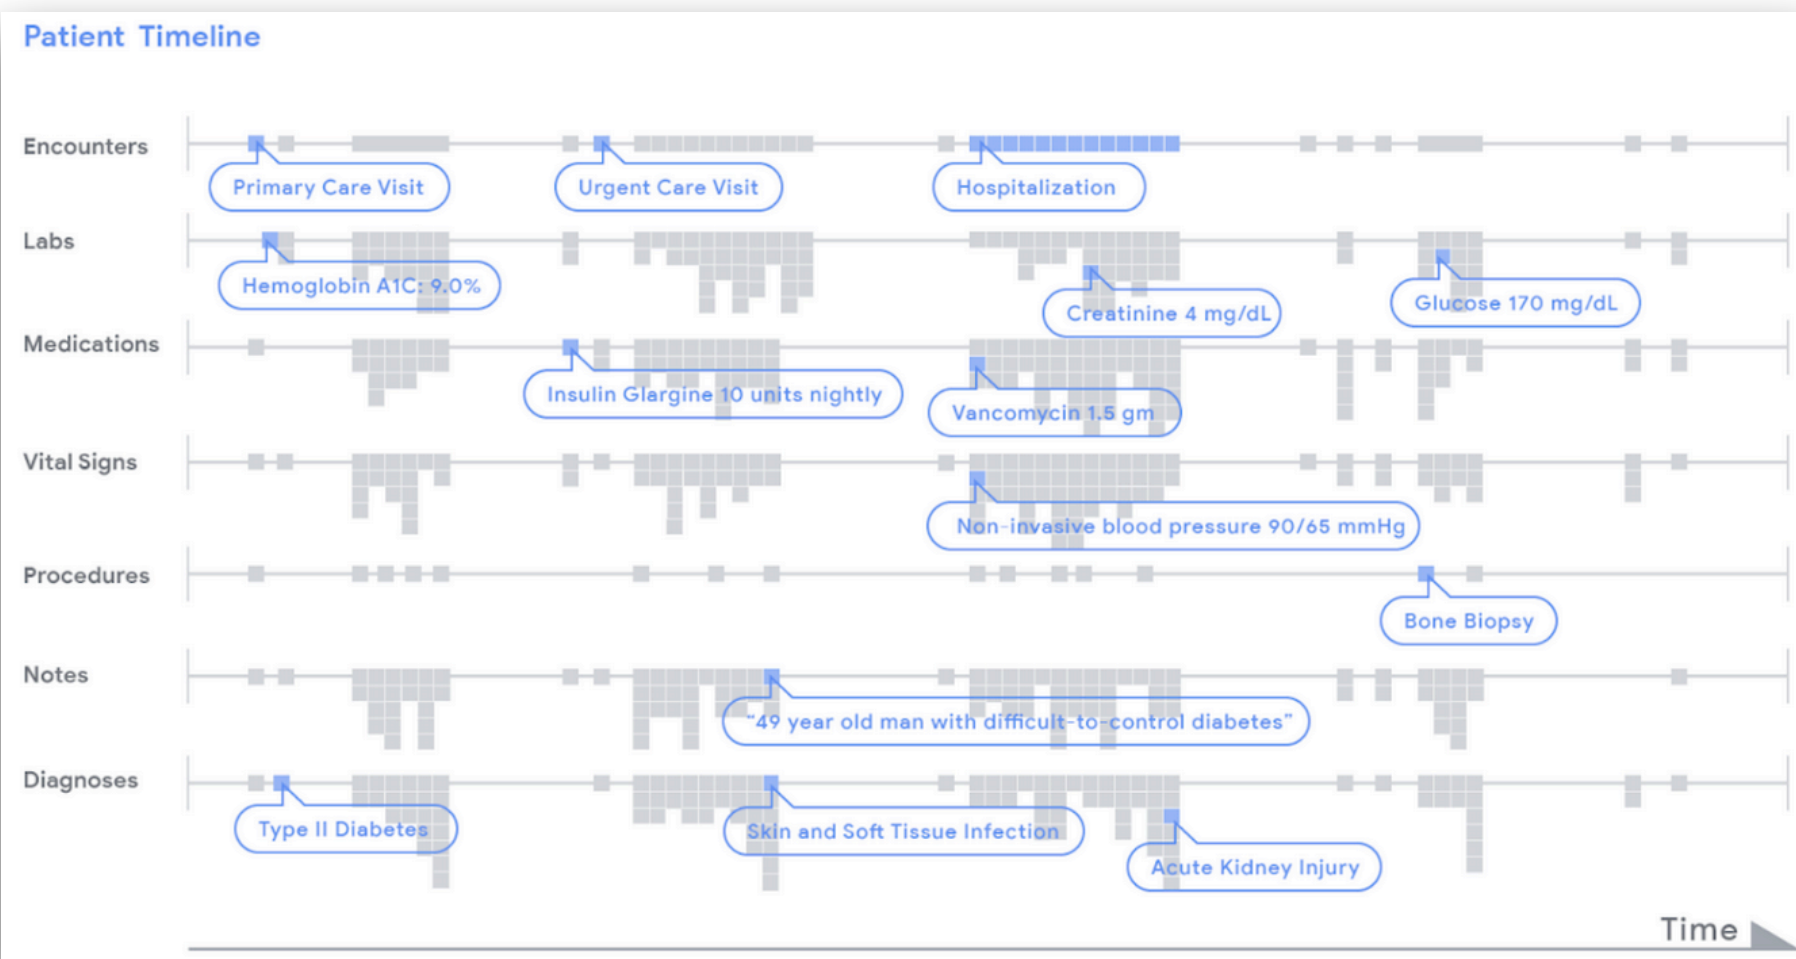 Patient Timeline
Encounters
Primary Care Visit
Urgent Care Visit
Hospitalization
Labs
Hemoglobin A1C: 9.0%
Creatinine 4 mg/dL
Glucose 170 mg/dL
Medications
Insulin Glargine 10 units nightly
Vancomycin 1.5 gm
Vital Signs
Non-invasive blood pressure 90/65 mmHg
Procedures
Bone Biopsy
Notes
“49 year old man with difficult-to-control diabetes”
Diagnoses
Type II Diabetes
Skin and Soft Tissue Infection
Acute Kidney Injury
Time